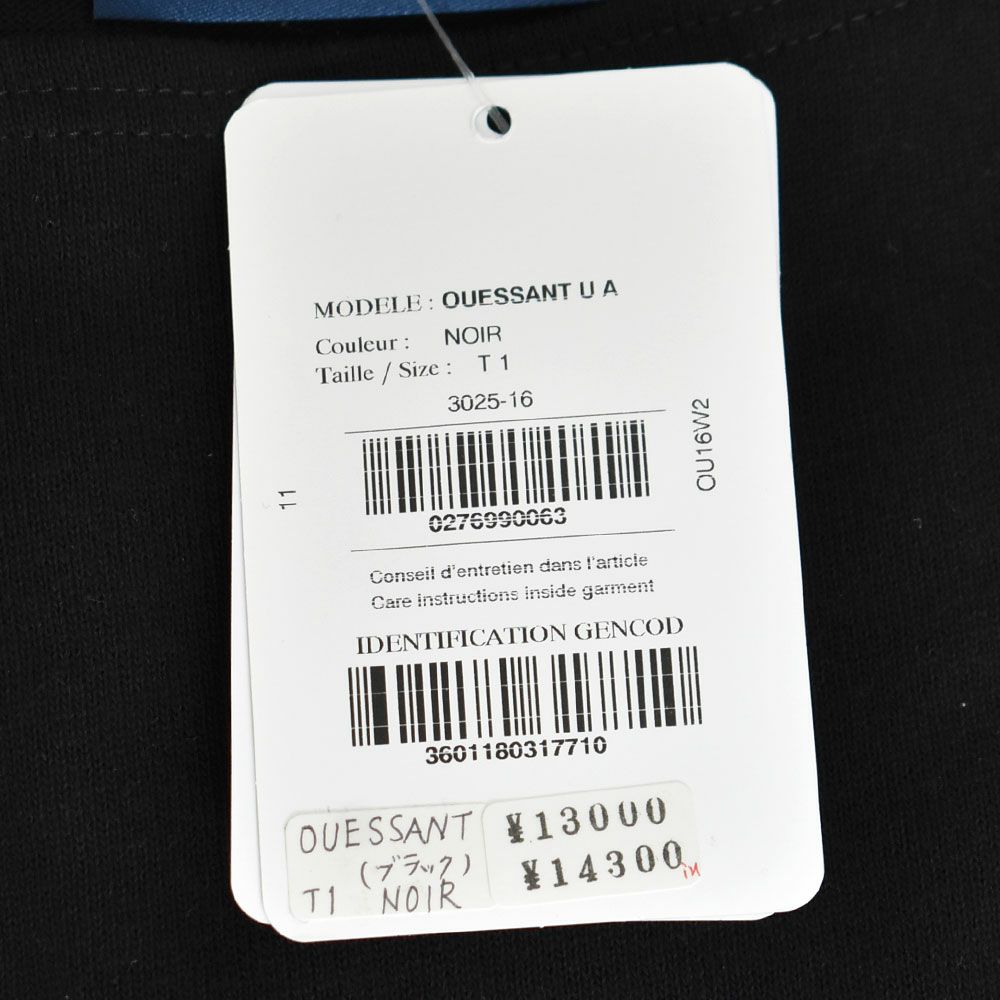 MODELE : OUESSANT U A
Couleur : NOIR
Taille / Size : T 1
3025-16
11
OU16W2
0276990063
Conseil d'entretien dans l'article
Care instructions inside garment
IDENTIFICATION GENCOD
3601180317710
OUESSANT
(ブラック)
T1 NOIR
¥13000
¥14300